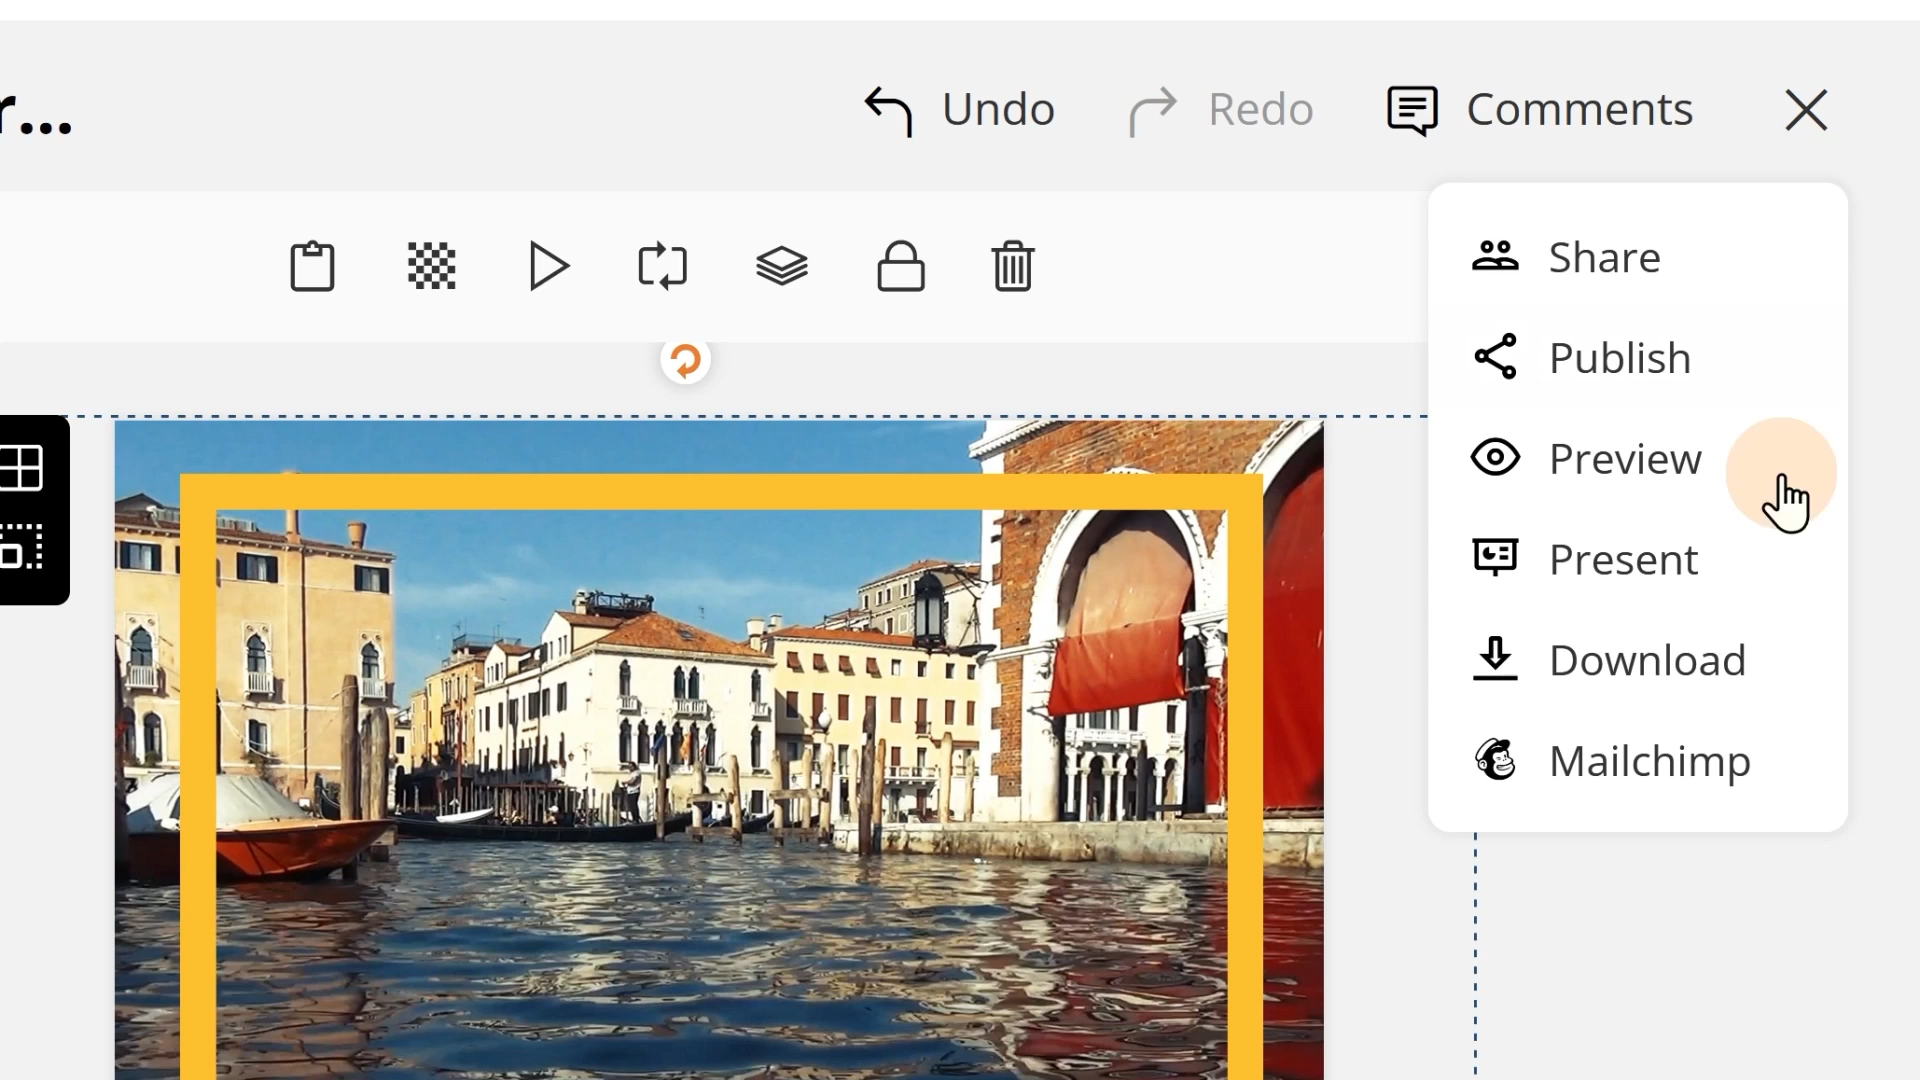 r...
Undo
Redo
Comments
Share
Publish
Preview
Present
Download
Mailchimp